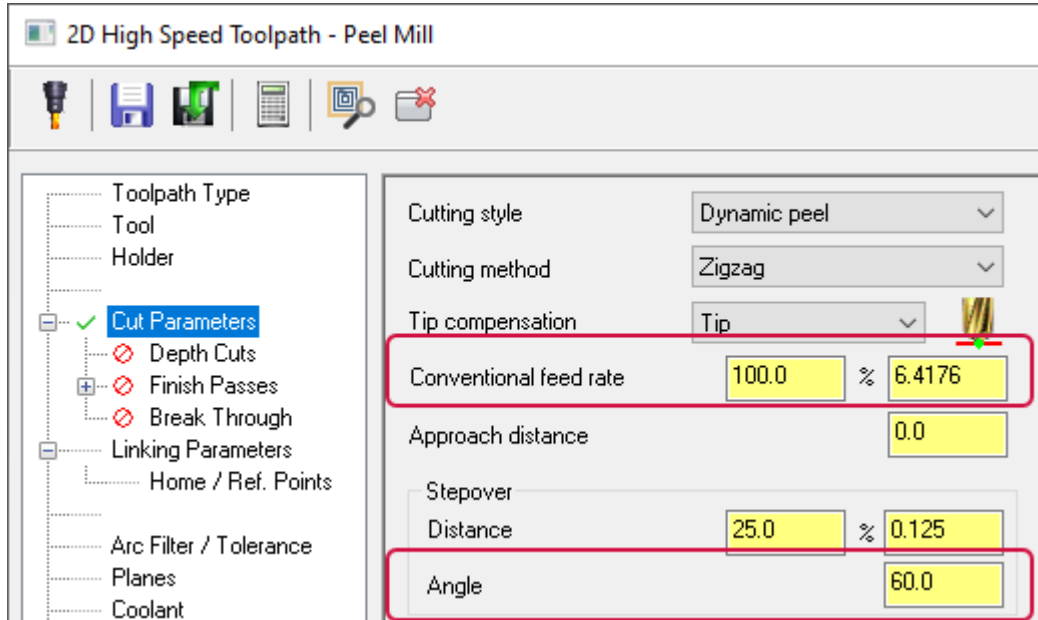 2D High Speed Toolpath - Peel Mill
Toolpath Type
Tool
Holder
Cut Parameters
Depth Cuts
Finish Passes
Break Through
Linking Parameters
Home / Ref. Points
Arc Filter / Tolerance
Planes
Coolant
Cutting style Dynamic peel
Cutting method Zigzag
Tip compensation Tip
Conventional feed rate 100.0 % 6.4176
Approach distance 0.0
Stepover
Distance 25.0 % 0.125
Angle 60.0